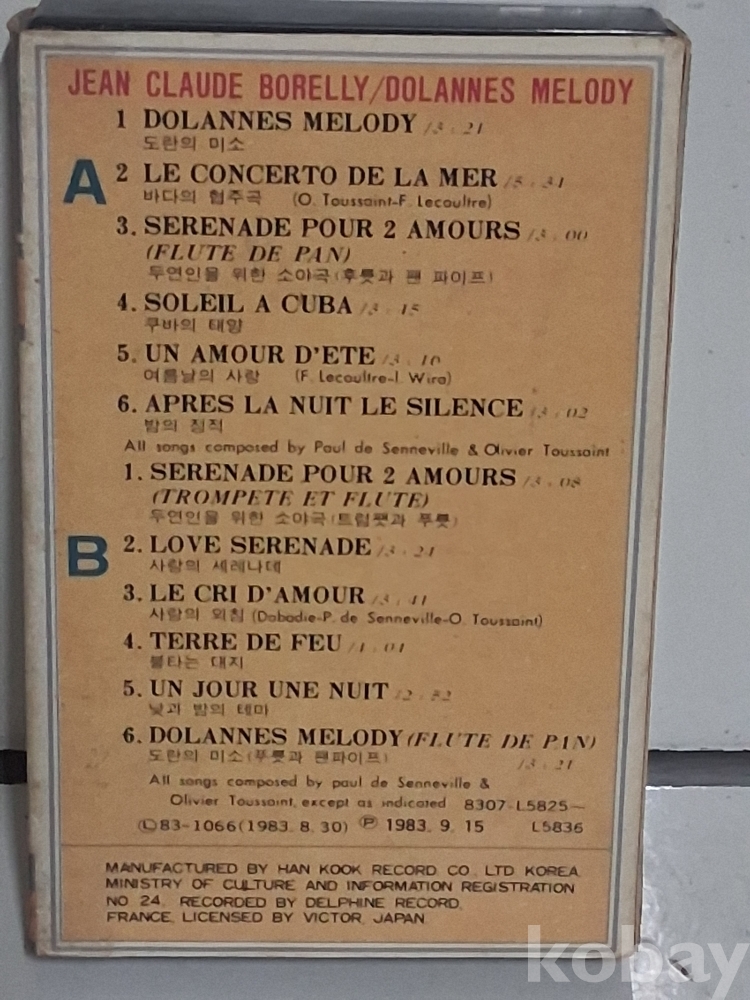 JEAN CLAUDE BORELLY/DOLANNES MELODY
A
1 DOLANNES MELODY /3:21
도란의 미소
2 LE CONCERTO DE LA MER /5:31
바다의 협주곡 (O. Toussaint-F. Lecoultre)
3. SERENADE POUR 2 AMOURS /3:00
(FLUTE DE PAN)
두연인을 위한 소야곡(후룻과 팬 파이프)
4. SOLEIL A CUBA /3:15
쿠바의 태양
5. UN AMOUR D'ETE /3:10
여름날의 사랑 (F. Lecoultre-I. Wira)
6. APRES LA NUIT LE SILENCE /3:02
밤의 침적
All songs composed by Paul de Senneville & Olivier Toussaint
B
1. SERENADE POUR 2 AMOURS /3:08
(TROMPETE ET FLUTE)
두연인을 위한 소야곡(트럼팻과 푸룻)
2. LOVE SERENADE /3:24
사랑의 세레나데
3. LE CRI D'AMOUR /3:41
사랑의 외침 (Dabadie-P. de Senneville-O. Toussaint)
4. TERRE DE FEU
불타는 대지
5. UN JOUR UNE NUIT /2:52
낮과 밤의 테마
6. DOLANNES MELODY (FLUTE DE PAN)
도란의 미소(푸룻과 팬파이프) /3:21
All songs composed by paul de Senneville &
Olivier Toussaint, except as indicated 8307-L5825~
Ⓛ83-1066(1983. 8. 30) Ⓟ 1983. 9. 15 L5836
MANUFACTURED BY HAN KOOK RECORD CO., LTD KOREA
MINISTRY OF CULTURE AND INFORMATION REGISTRATION
NO 24. RECORDED BY DELPHINE RECORD,
FRANCE, LICENSED BY VICTOR, JAPAN
kobay